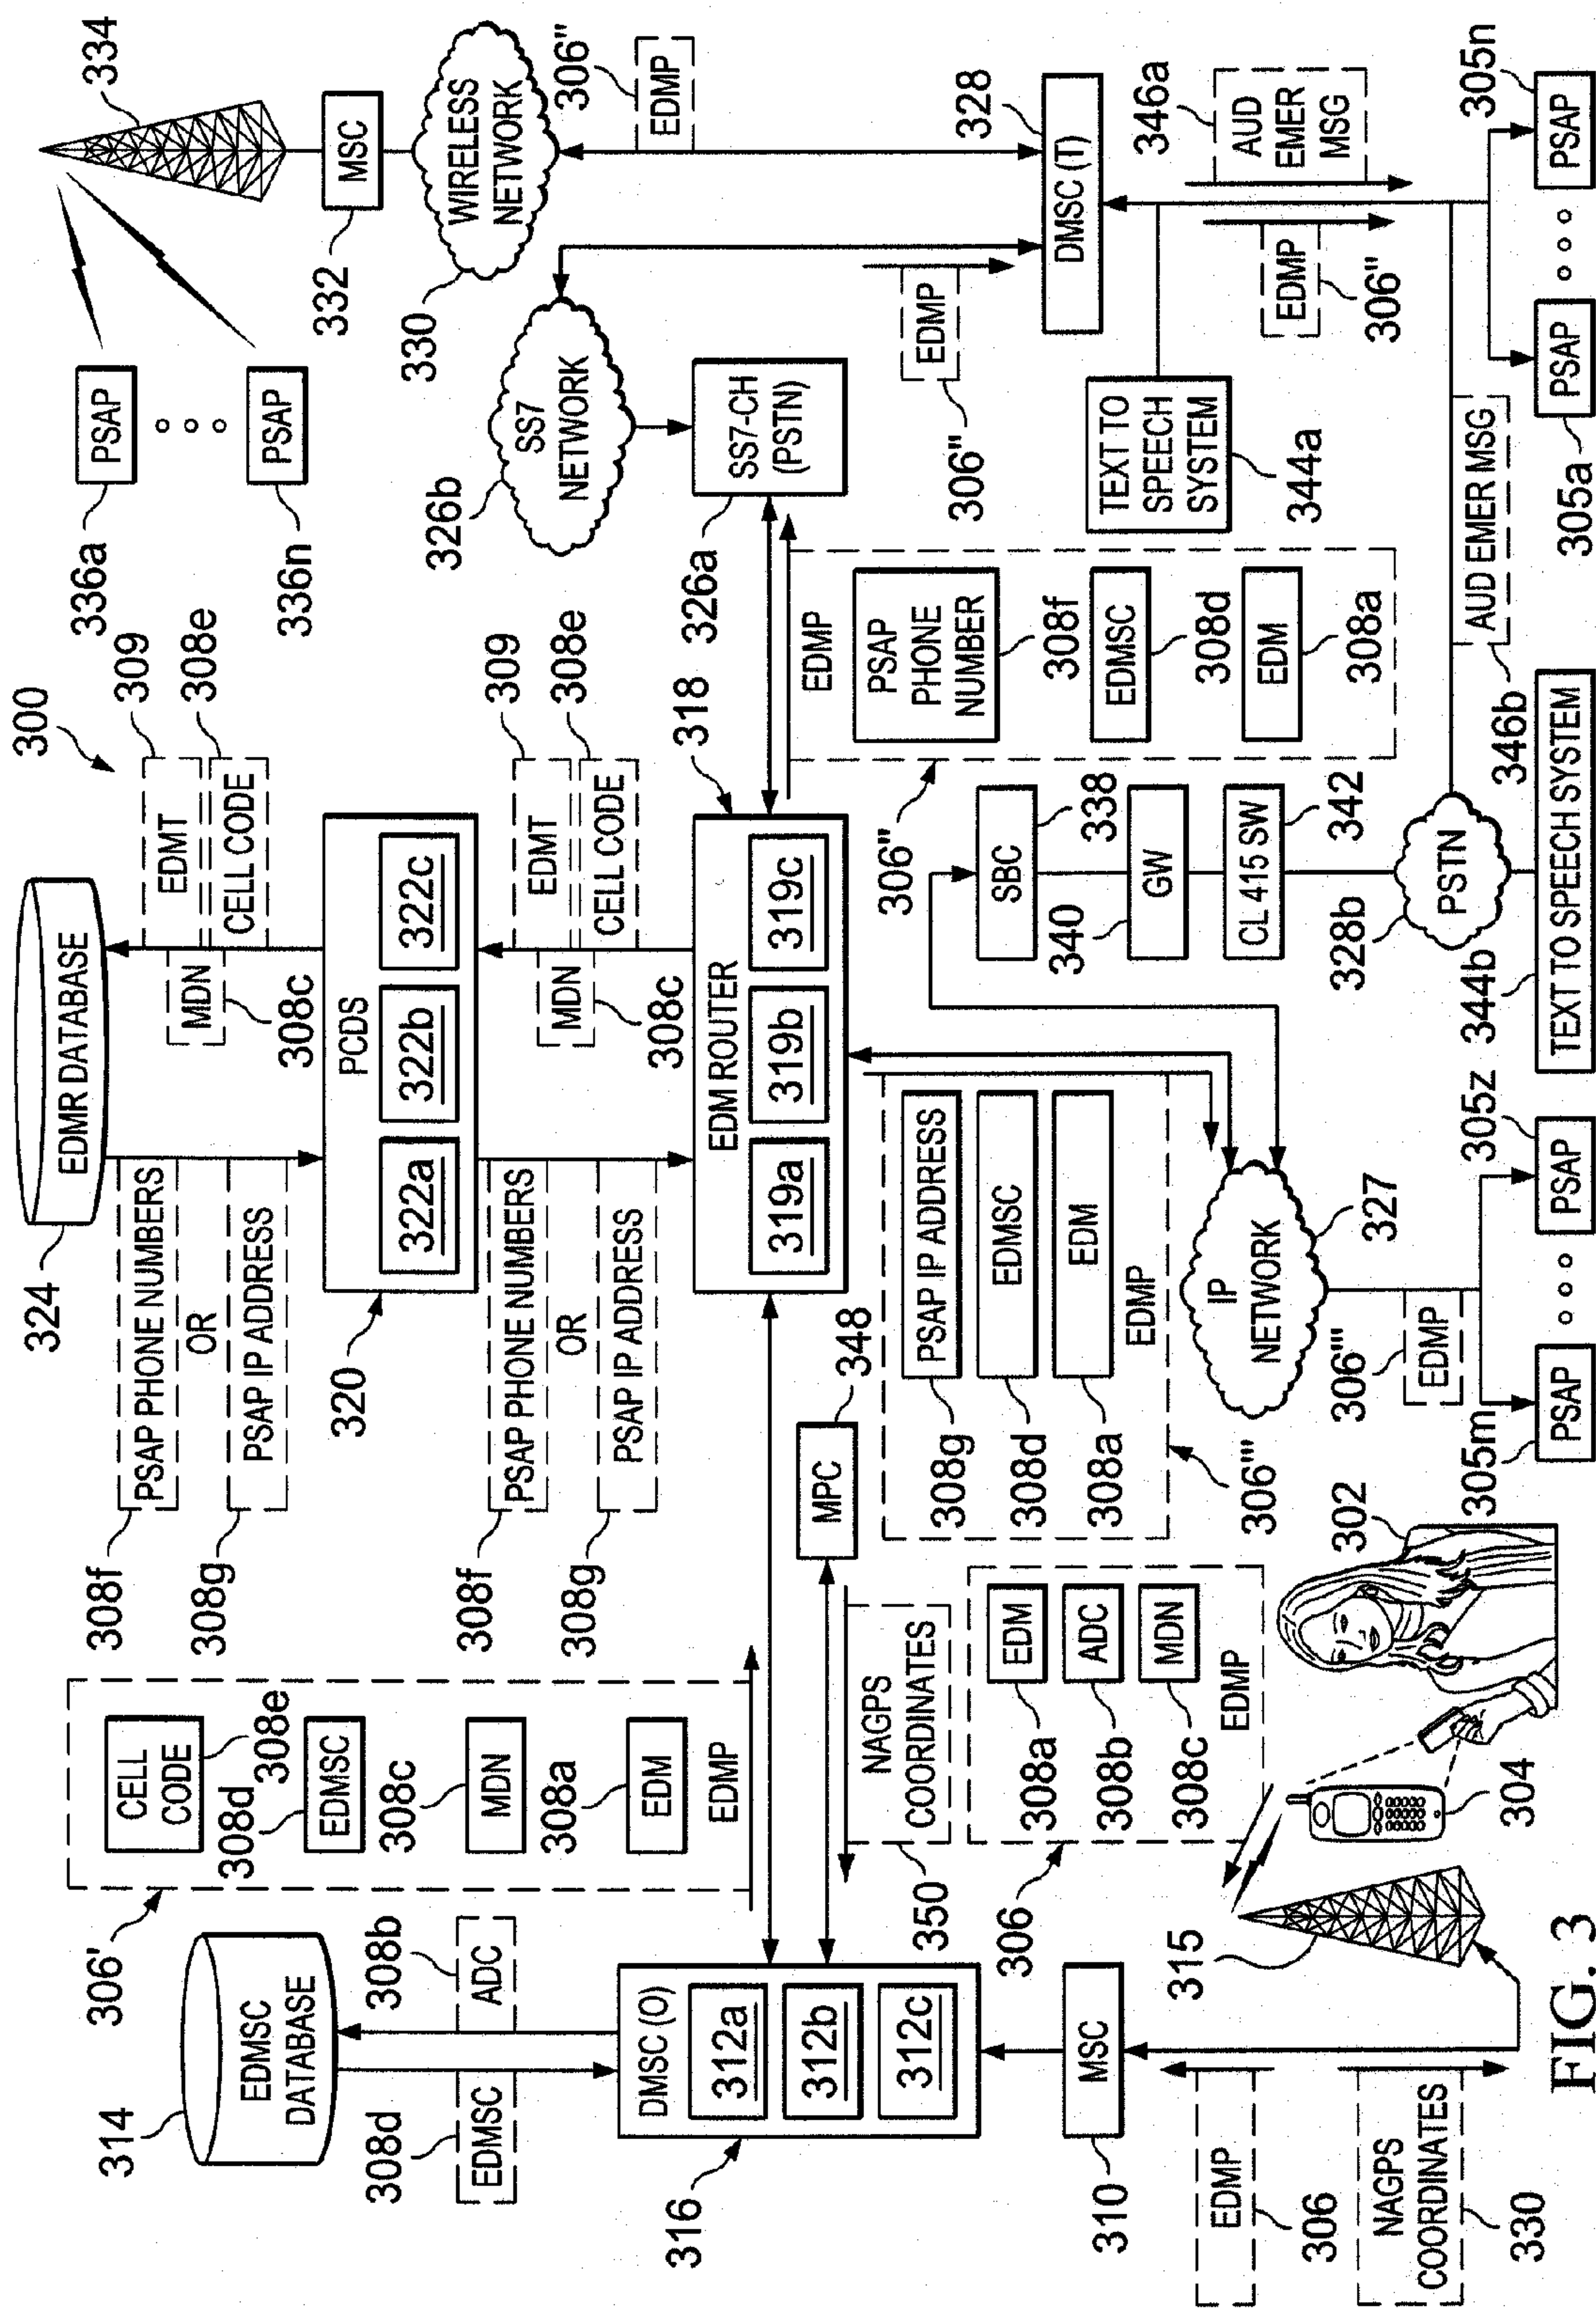 300
324
EDMR DATABASE
308f
PSAP PHONE NUMBERS
OR
308g
PSAP IP ADDRESS
MDN
308c
EDMT
309
CELL CODE
308e
320
PCDS
322a
322b
322c
308f
PSAP PHONE NUMBERS
OR
308g
PSAP IP ADDRESS
MDN
308c
EDMT
309
CELL CODE
308e
318
EDM ROUTER
319a
319b
319c
336a
PSAP
336n
PSAP
334
MSC
332
WIRELESS
NETWORK
330
EDMP
306"
SS7
NETWORK
326b
SS7-CH
(PSTN)
326a
EDMP
306"
DMSC (T)
328
TEXT TO
SPEECH
SYSTEM
344a
AUD
EMER
MSG
346a
EDMP
306"
PSAP
305n
PSAP
305a
AUD EMER MSG
346b
EDMP
PSAP
PHONE
NUMBER
308f
EDMSC
308d
EDM
308a
306"
SBC
338
GW
340
CL 415 SW
342
PSTN
328b
TEXT TO SPEECH SYSTEM
344b
314
EDMSC
DATABASE
308d
EDMSC
308b
ADC
306'
CELL
CODE
308e
308d
EDMSC
308c
MDN
308a
EDM
EDMP
316
DMSC (O)
312a
312b
312c
MPC
348
NAGPS
COORDINATES
350
308g
PSAP IP ADDRESS
308d
EDMSC
308a
EDM
EDMP
306'''
IP
NETWORK
327
EDMP
306'''
PSAP
305m
PSAP
305z
310
MSC
306
308a
EDM
308b
ADC
308c
MDN
EDMP
315
304
302
EDMP
306
NAGPS
COORDINATES
330
FIG. 3